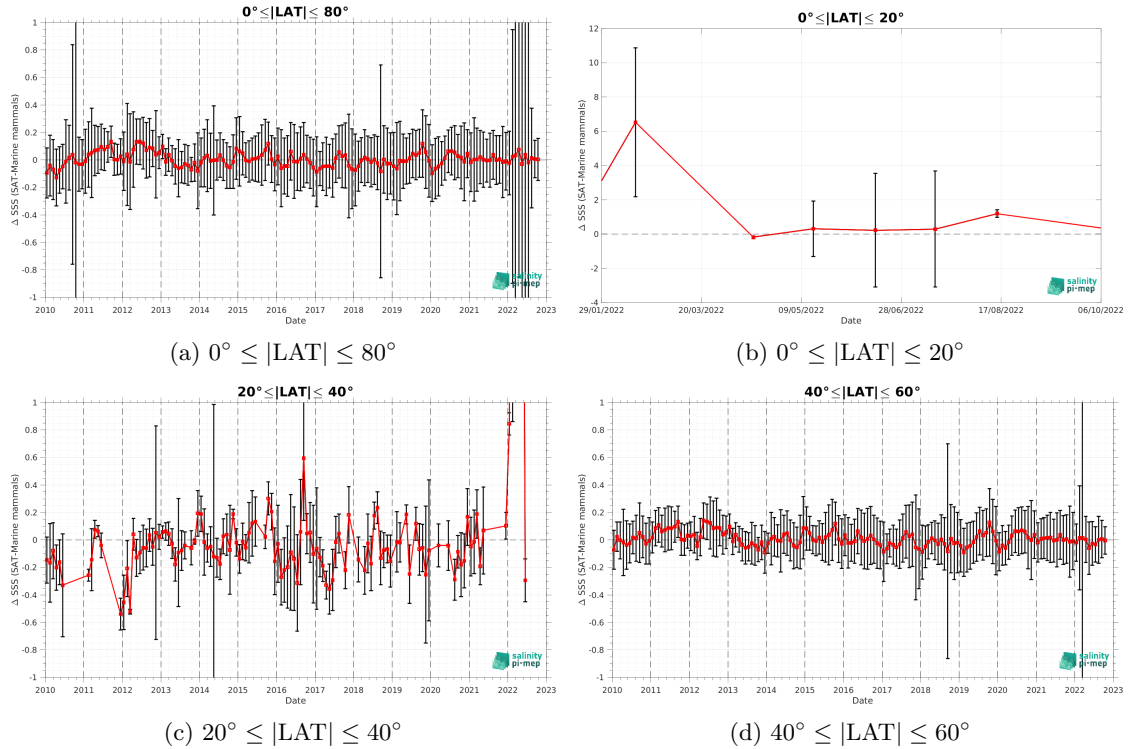 0°≤|LAT|≤ 80°
Δ SSS (SAT-Marine mammals)
1
0.8
0.6
0.4
0.2
0
-0.2
-0.4
-0.6
-0.8
-1
2010 2011 2012 2013 2014 2015 2016 2017 2018 2019 2020 2021 2022 2023
Date
salinity
pi-mep
(a) 0° ≤ |LAT| ≤ 80°
0°≤|LAT|≤ 20°
Δ SSS (SAT-Marine mammals)
12
10
8
6
4
2
0
-2
-4
29/01/2022 20/03/2022 09/05/2022 28/06/2022 17/08/2022 06/10/2022
Date
salinity
pi-mep
(b) 0° ≤ |LAT| ≤ 20°
20°≤|LAT|≤ 40°
Δ SSS (SAT-Marine mammals)
1
0.8
0.6
0.4
0.2
0
-0.2
-0.4
-0.6
-0.8
-1
2010 2011 2012 2013 2014 2015 2016 2017 2018 2019 2020 2021 2022 2023
Date
salinity
pi-mep
(c) 20° ≤ |LAT| ≤ 40°
40°≤|LAT|≤ 60°
Δ SSS (SAT-Marine mammals)
1
0.8
0.6
0.4
0.2
0
-0.2
-0.4
-0.6
-0.8
-1
2010 2011 2012 2013 2014 2015 2016 2017 2018 2019 2020 2021 2022 2023
Date
salinity
pi-mep
(d) 40° ≤ |LAT| ≤ 60°